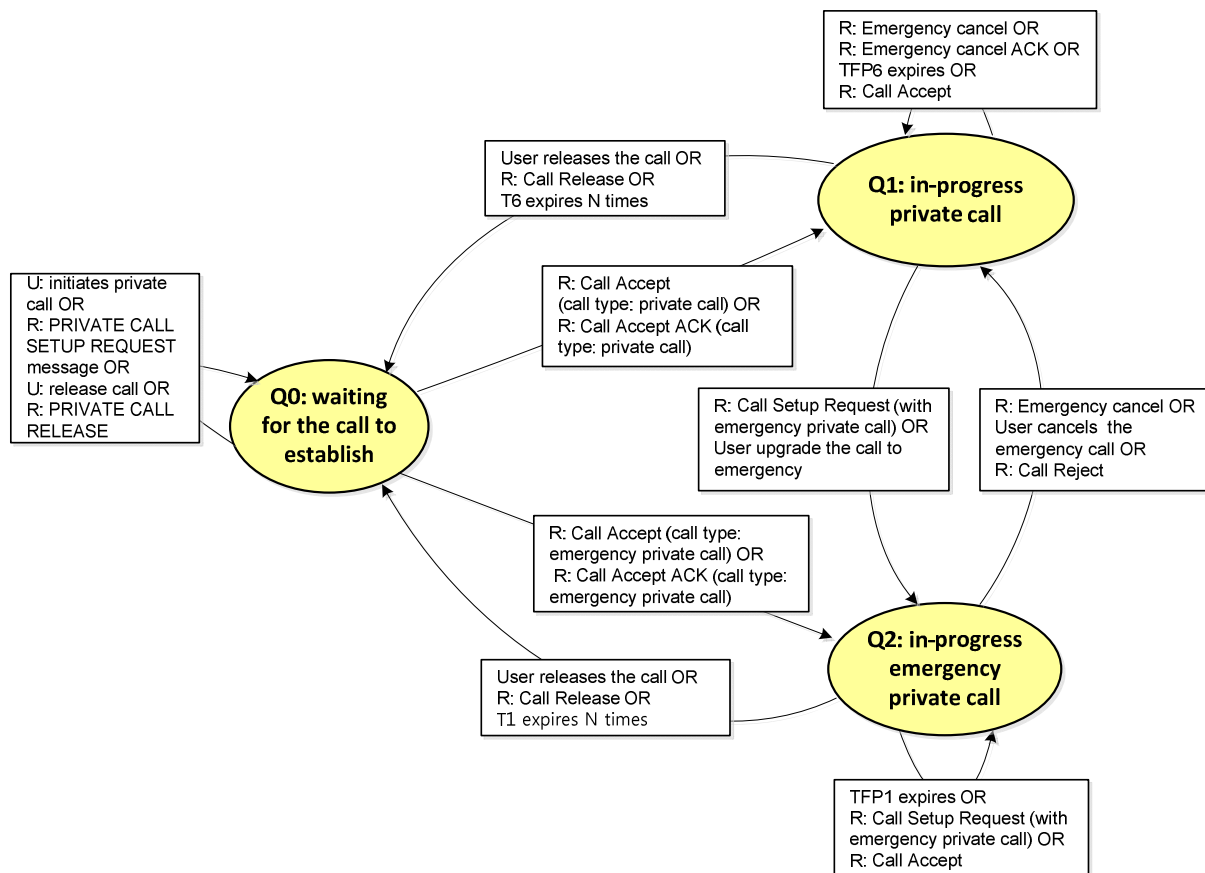 R: Emergency cancel OR
R: Emergency cancel ACK OR
TFP6 expires OR
R: Call Accept
User releases the call OR
R: Call Release OR
T6 expires N times
Q1: in-progress
private call
U: initiates private
call OR
R: PRIVATE CALL
SETUP REQUEST
message OR
U: release call OR
R: PRIVATE CALL
RELEASE
R: Call Accept
(call type: private call) OR
R: Call Accept ACK (call
type: private call)
Q0: waiting
for the call to
establish
R: Call Setup Request (with
emergency private call) OR
User upgrade the call to
emergency
R: Emergency cancel OR
User cancels the
emergency call OR
R: Call Reject
R: Call Accept (call type:
emergency private call) OR
R: Call Accept ACK (call type:
emergency private call)
Q2: in-progress
emergency
private call
User releases the call OR
R: Call Release OR
T1 expires N times
TFP1 expires OR
R: Call Setup Request (with
emergency private call) OR
R: Call Accept